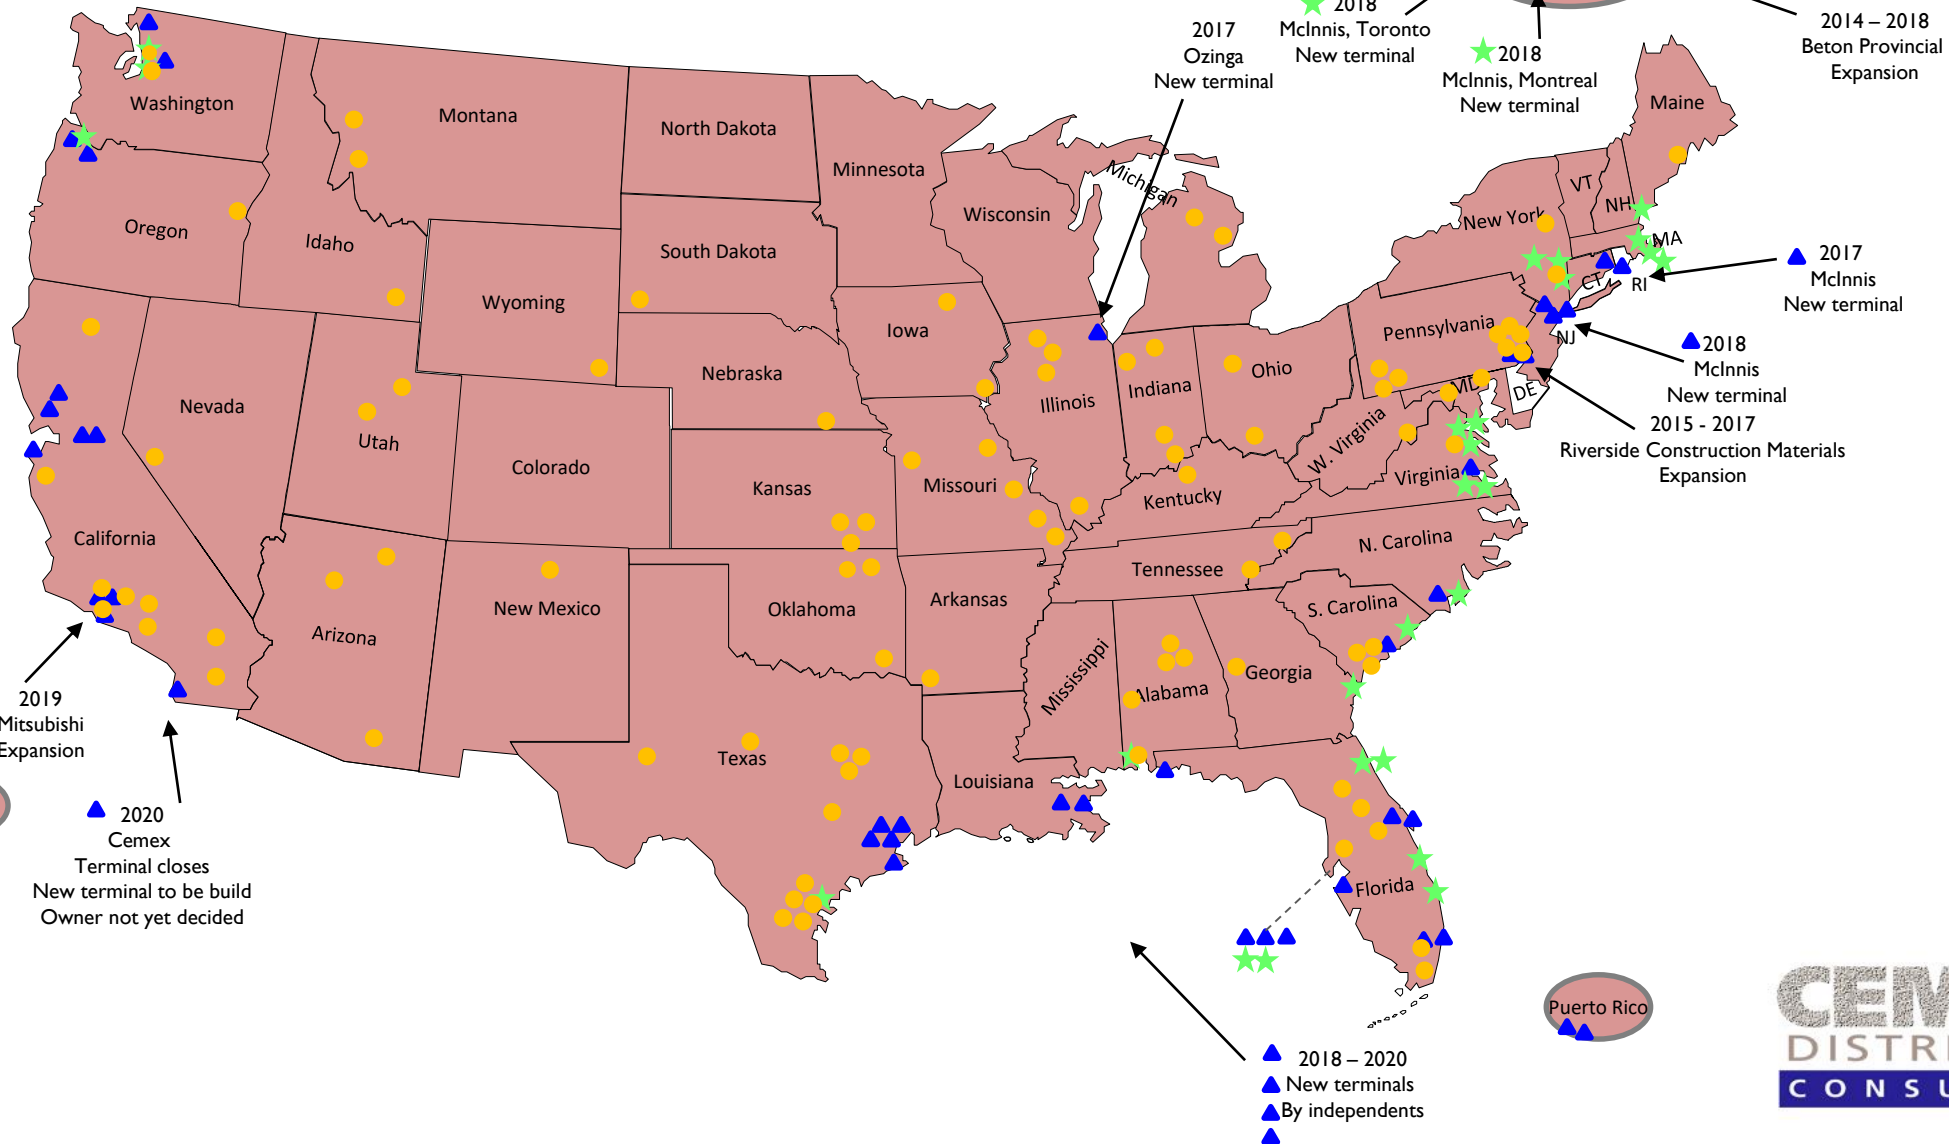 2018
McInnis, Toronto
New terminal
2018
McInnis, Montreal
New terminal
2014 – 2018
Beton Provincial
Expansion
2017
Ozinga
New terminal
Washington
Montana
North Dakota
Minnesota
Wisconsin
Michigan
Maine
VT
NH
New York
MA
CT
RI
2017
McInnis
New terminal
Oregon
Idaho
Wyoming
South Dakota
Iowa
Nebraska
Illinois
Indiana
Ohio
Pennsylvania
NJ
MD
DE
2018
McInnis
New terminal
2015 - 2017
Riverside Construction Materials
Expansion
Nevada
Utah
Colorado
Kansas
Missouri
Kentucky
W. Virginia
Virginia
California
Arizona
New Mexico
Oklahoma
Arkansas
Tennessee
N. Carolina
S. Carolina
Mississippi
Alabama
Georgia
Texas
Louisiana
Florida
2019
Mitsubishi
Expansion
2020
Cemex
Terminal closes
New terminal to be build
Owner not yet decided
2018 – 2020
New terminals
By independents
Puerto Rico
CEM
DISTR
CONSU